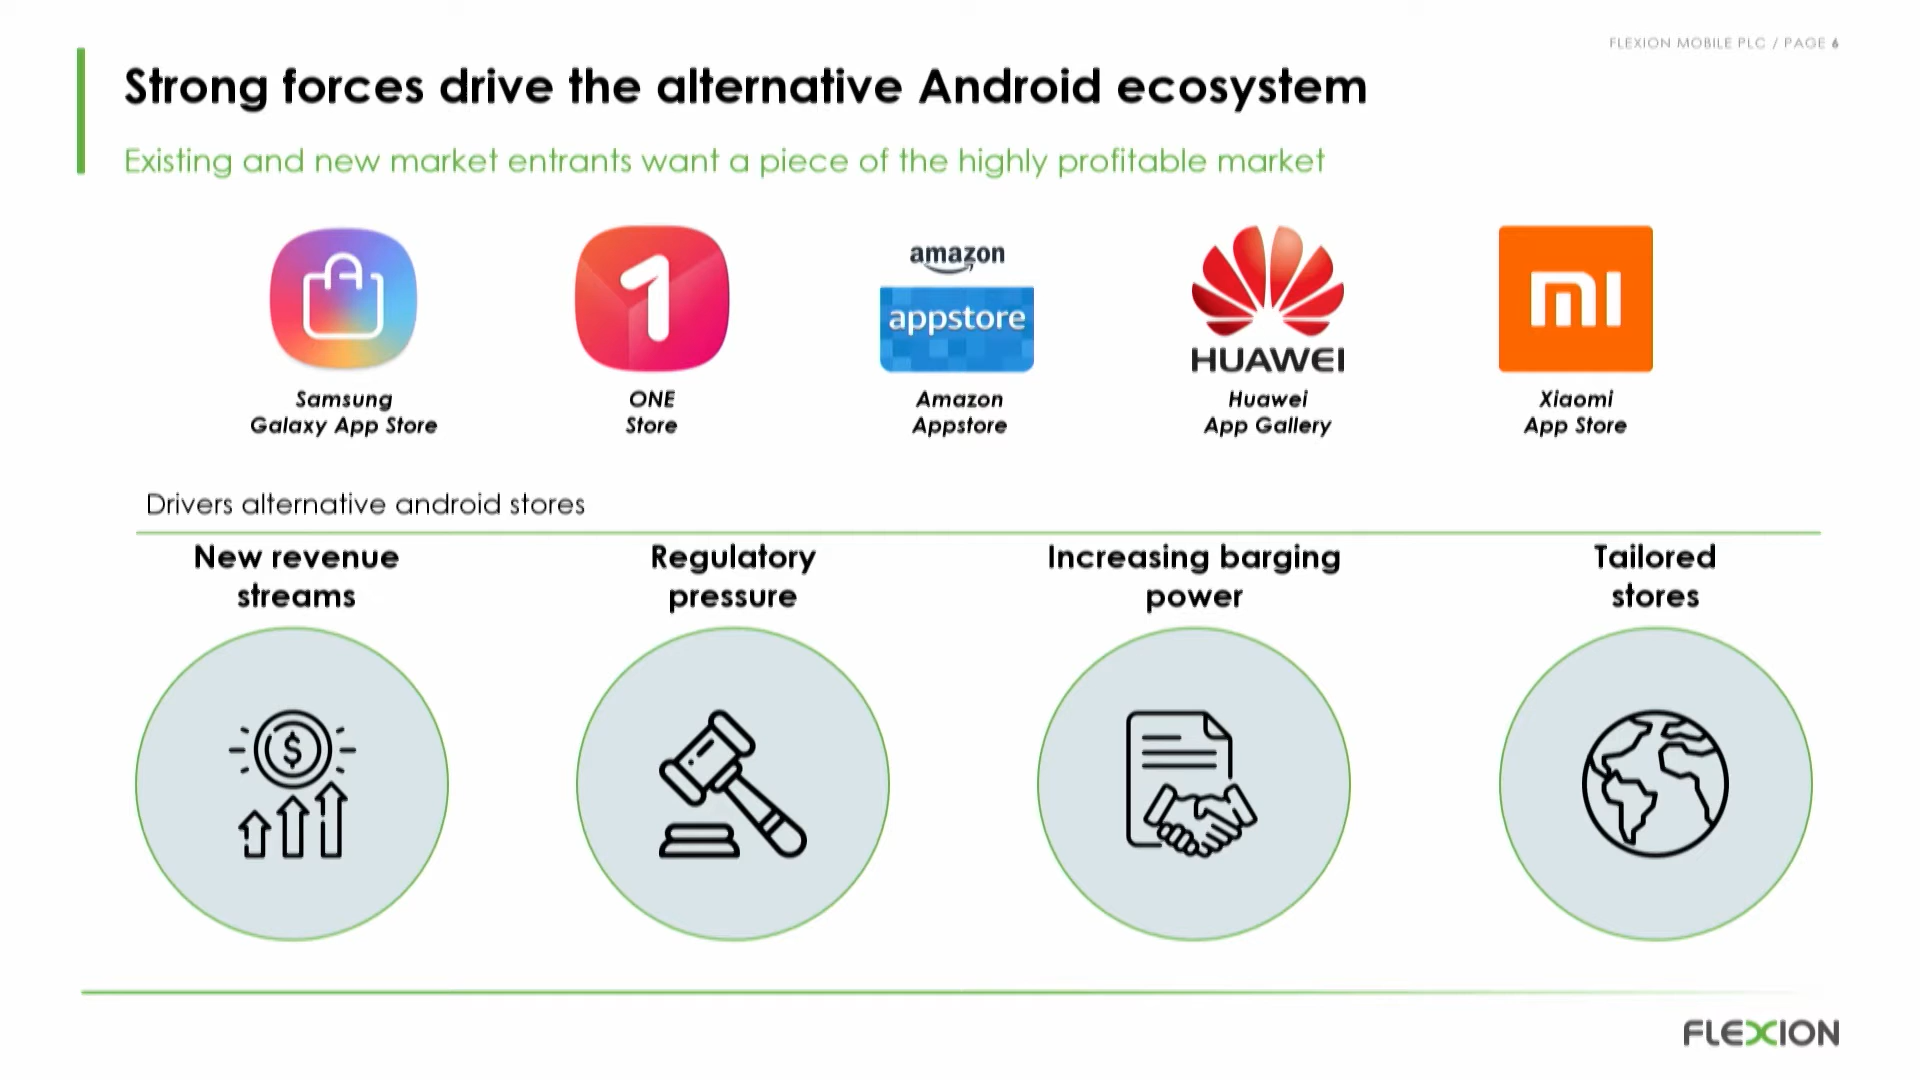 FLEXION MOBILE PLC / PAGE 6
Strong forces drive the alternative Android ecosystem
Existing and new market entrants want a piece of the highly profitable market
1
amazon
appstore
HUAWEI
mi
Samsung
Galaxy App Store
ONE
Store
Amazon
Appstore
Huawei
App Gallery
Xiaomi
App Store
Drivers alternative android stores
New revenue
streams
Regulatory
pressure
Increasing barging
power
Tailored
stores
$
FLEXION